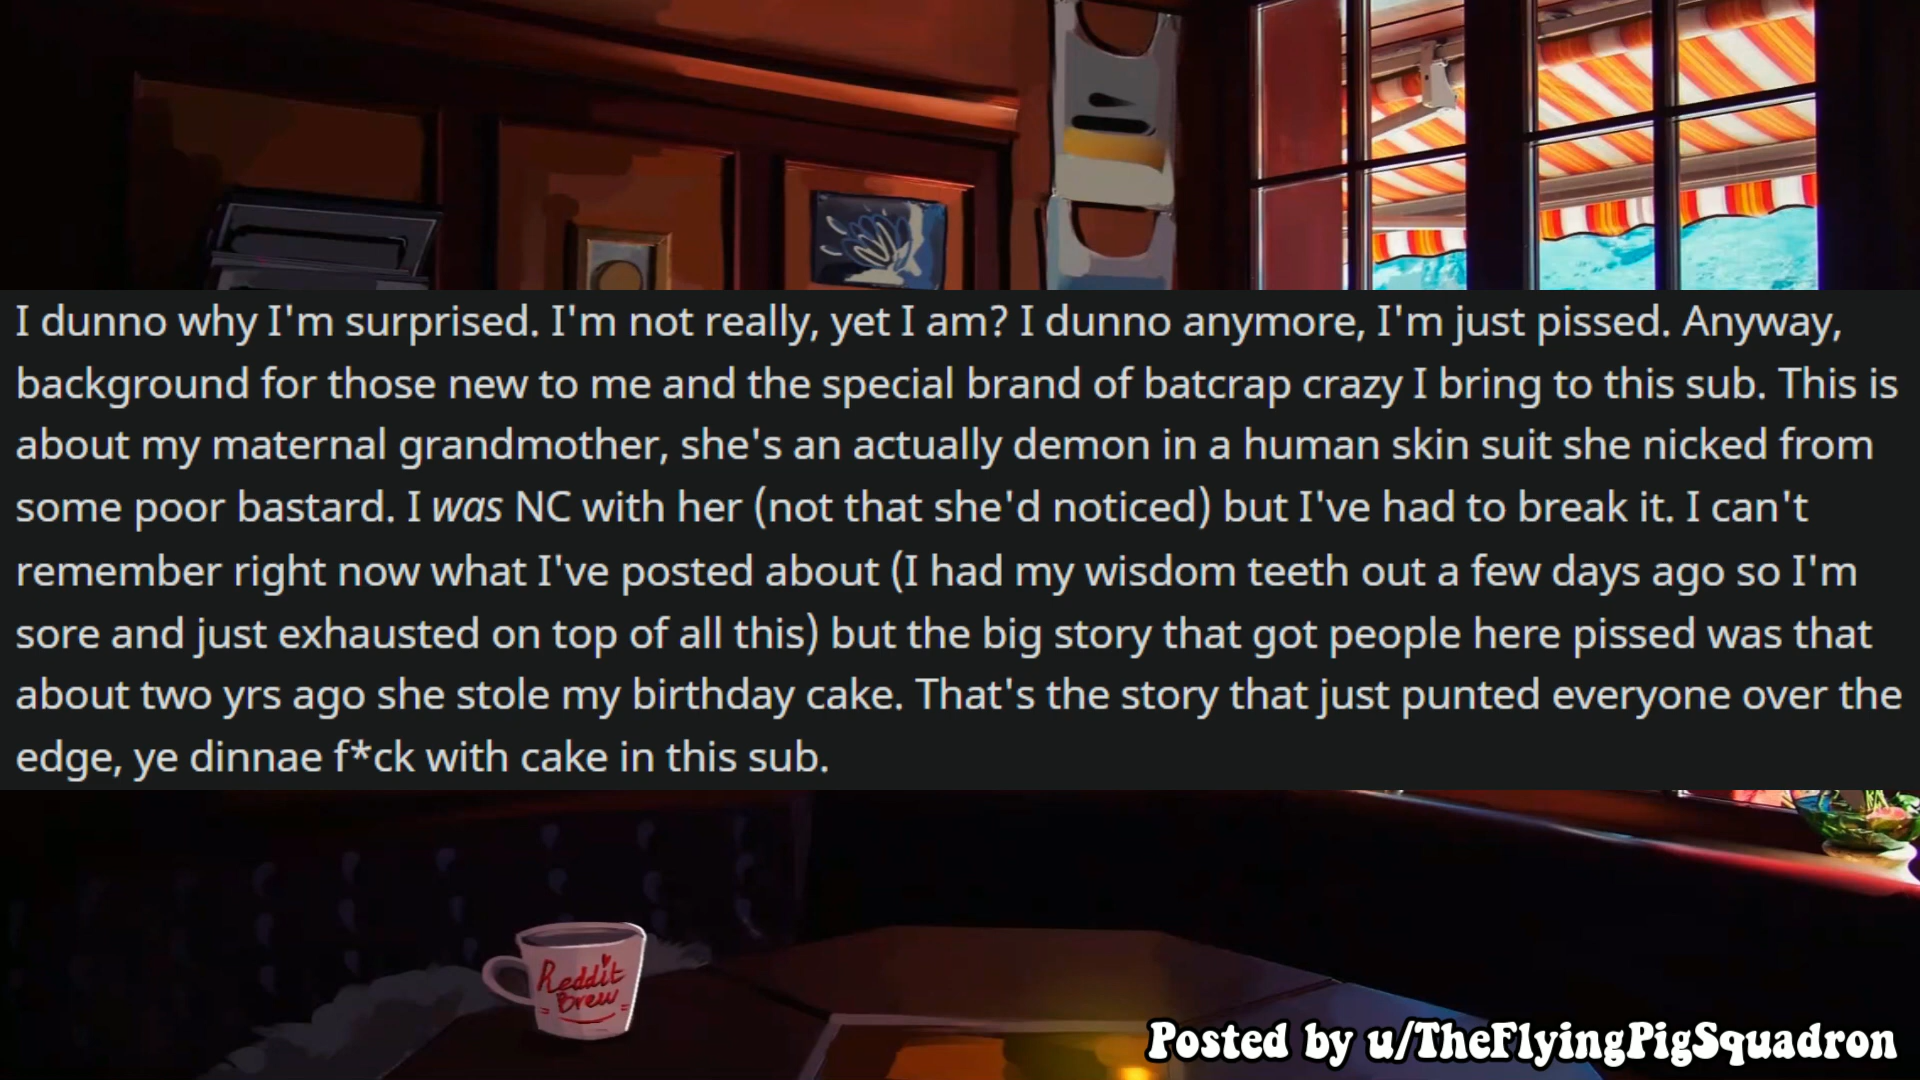 I dunno why I'm surprised. I'm not really, yet I am? I dunno anymore, I'm just pissed. Anyway,
background for those new to me and the special brand of batcrap crazy I bring to this sub. This is
about my maternal grandmother, she's an actually demon in a human skin suit she nicked from
some poor bastard. I was NC with her (not that she'd noticed) but I've had to break it. I can't
remember right now what I've posted about (I had my wisdom teeth out a few days ago so I'm
sore and just exhausted on top of all this) but the big story that got people here pissed was that
about two yrs ago she stole my birthday cake. That's the story that just punted everyone over the
edge, ye dinnae f*ck with cake in this sub.
Reddit
Brew
Posted by u/TheFlyingPigSquadron